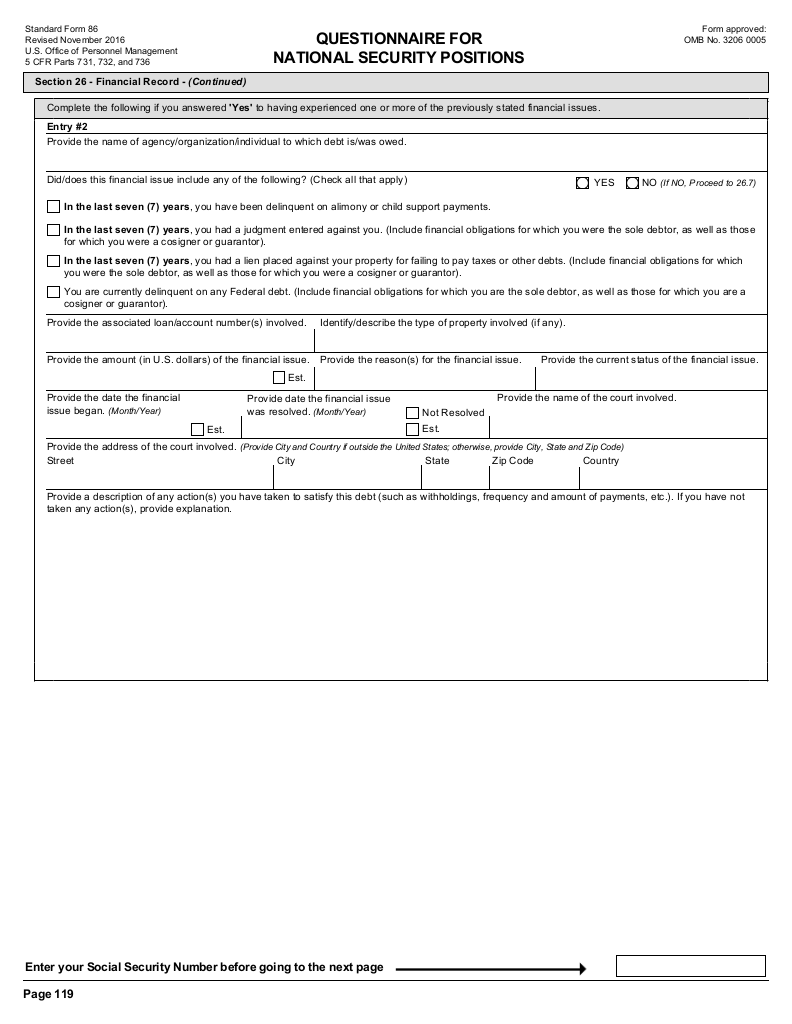 Standard Form 86
Revised November 2016
U.S. Office of Personnel Management
5 CFR Parts 731, 732, and 736
QUESTIONNAIRE FOR
NATIONAL SECURITY POSITIONS
Form approved:
OMB No. 3206 0005
Section 26 - Financial Record - (Continued)
Complete the following if you answered 'Yes' to having experienced one or more of the previously stated financial issues.
Entry #2
Provide the name of agency/organization/individual to which debt is/was owed.
Did/does this financial issue include any of the following? (Check all that apply)
YES
NO (If NO, Proceed to 26.7)
In the last seven (7) years, you have been delinquent on alimony or child support payments.
In the last seven (7) years, you had a judgment entered against you. (Include financial obligations for which you were the sole debtor, as well as those
for which you were a cosigner or guarantor).
In the last seven (7) years, you had a lien placed against your property for failing to pay taxes or other debts. (Include financial obligations for which
you were the sole debtor, as well as those for which you were a cosigner or guarantor).
You are currently delinquent on any Federal debt. (Include financial obligations for which you are the sole debtor, as well as those for which you are a
cosigner or guarantor).
Provide the associated loan/account number(s) involved.
Identify/describe the type of property involved (if any).
Provide the amount (in U.S. dollars) of the financial issue.
Est.
Provide the reason(s) for the financial issue.
Provide the current status of the financial issue.
Provide the date the financial
issue began. (Month/Year)
Est.
Provide date the financial issue
was resolved. (Month/Year)
Not Resolved
Est.
Provide the name of the court involved.
Provide the address of the court involved. (Provide City and Country if outside the United States; otherwise, provide City, State and Zip Code)
Street
City
State
Zip Code
Country
Provide a description of any action(s) you have taken to satisfy this debt (such as withholdings, frequency and amount of payments, etc.). If you have not
taken any action(s), provide explanation.
Enter your Social Security Number before going to the next page
Page 119